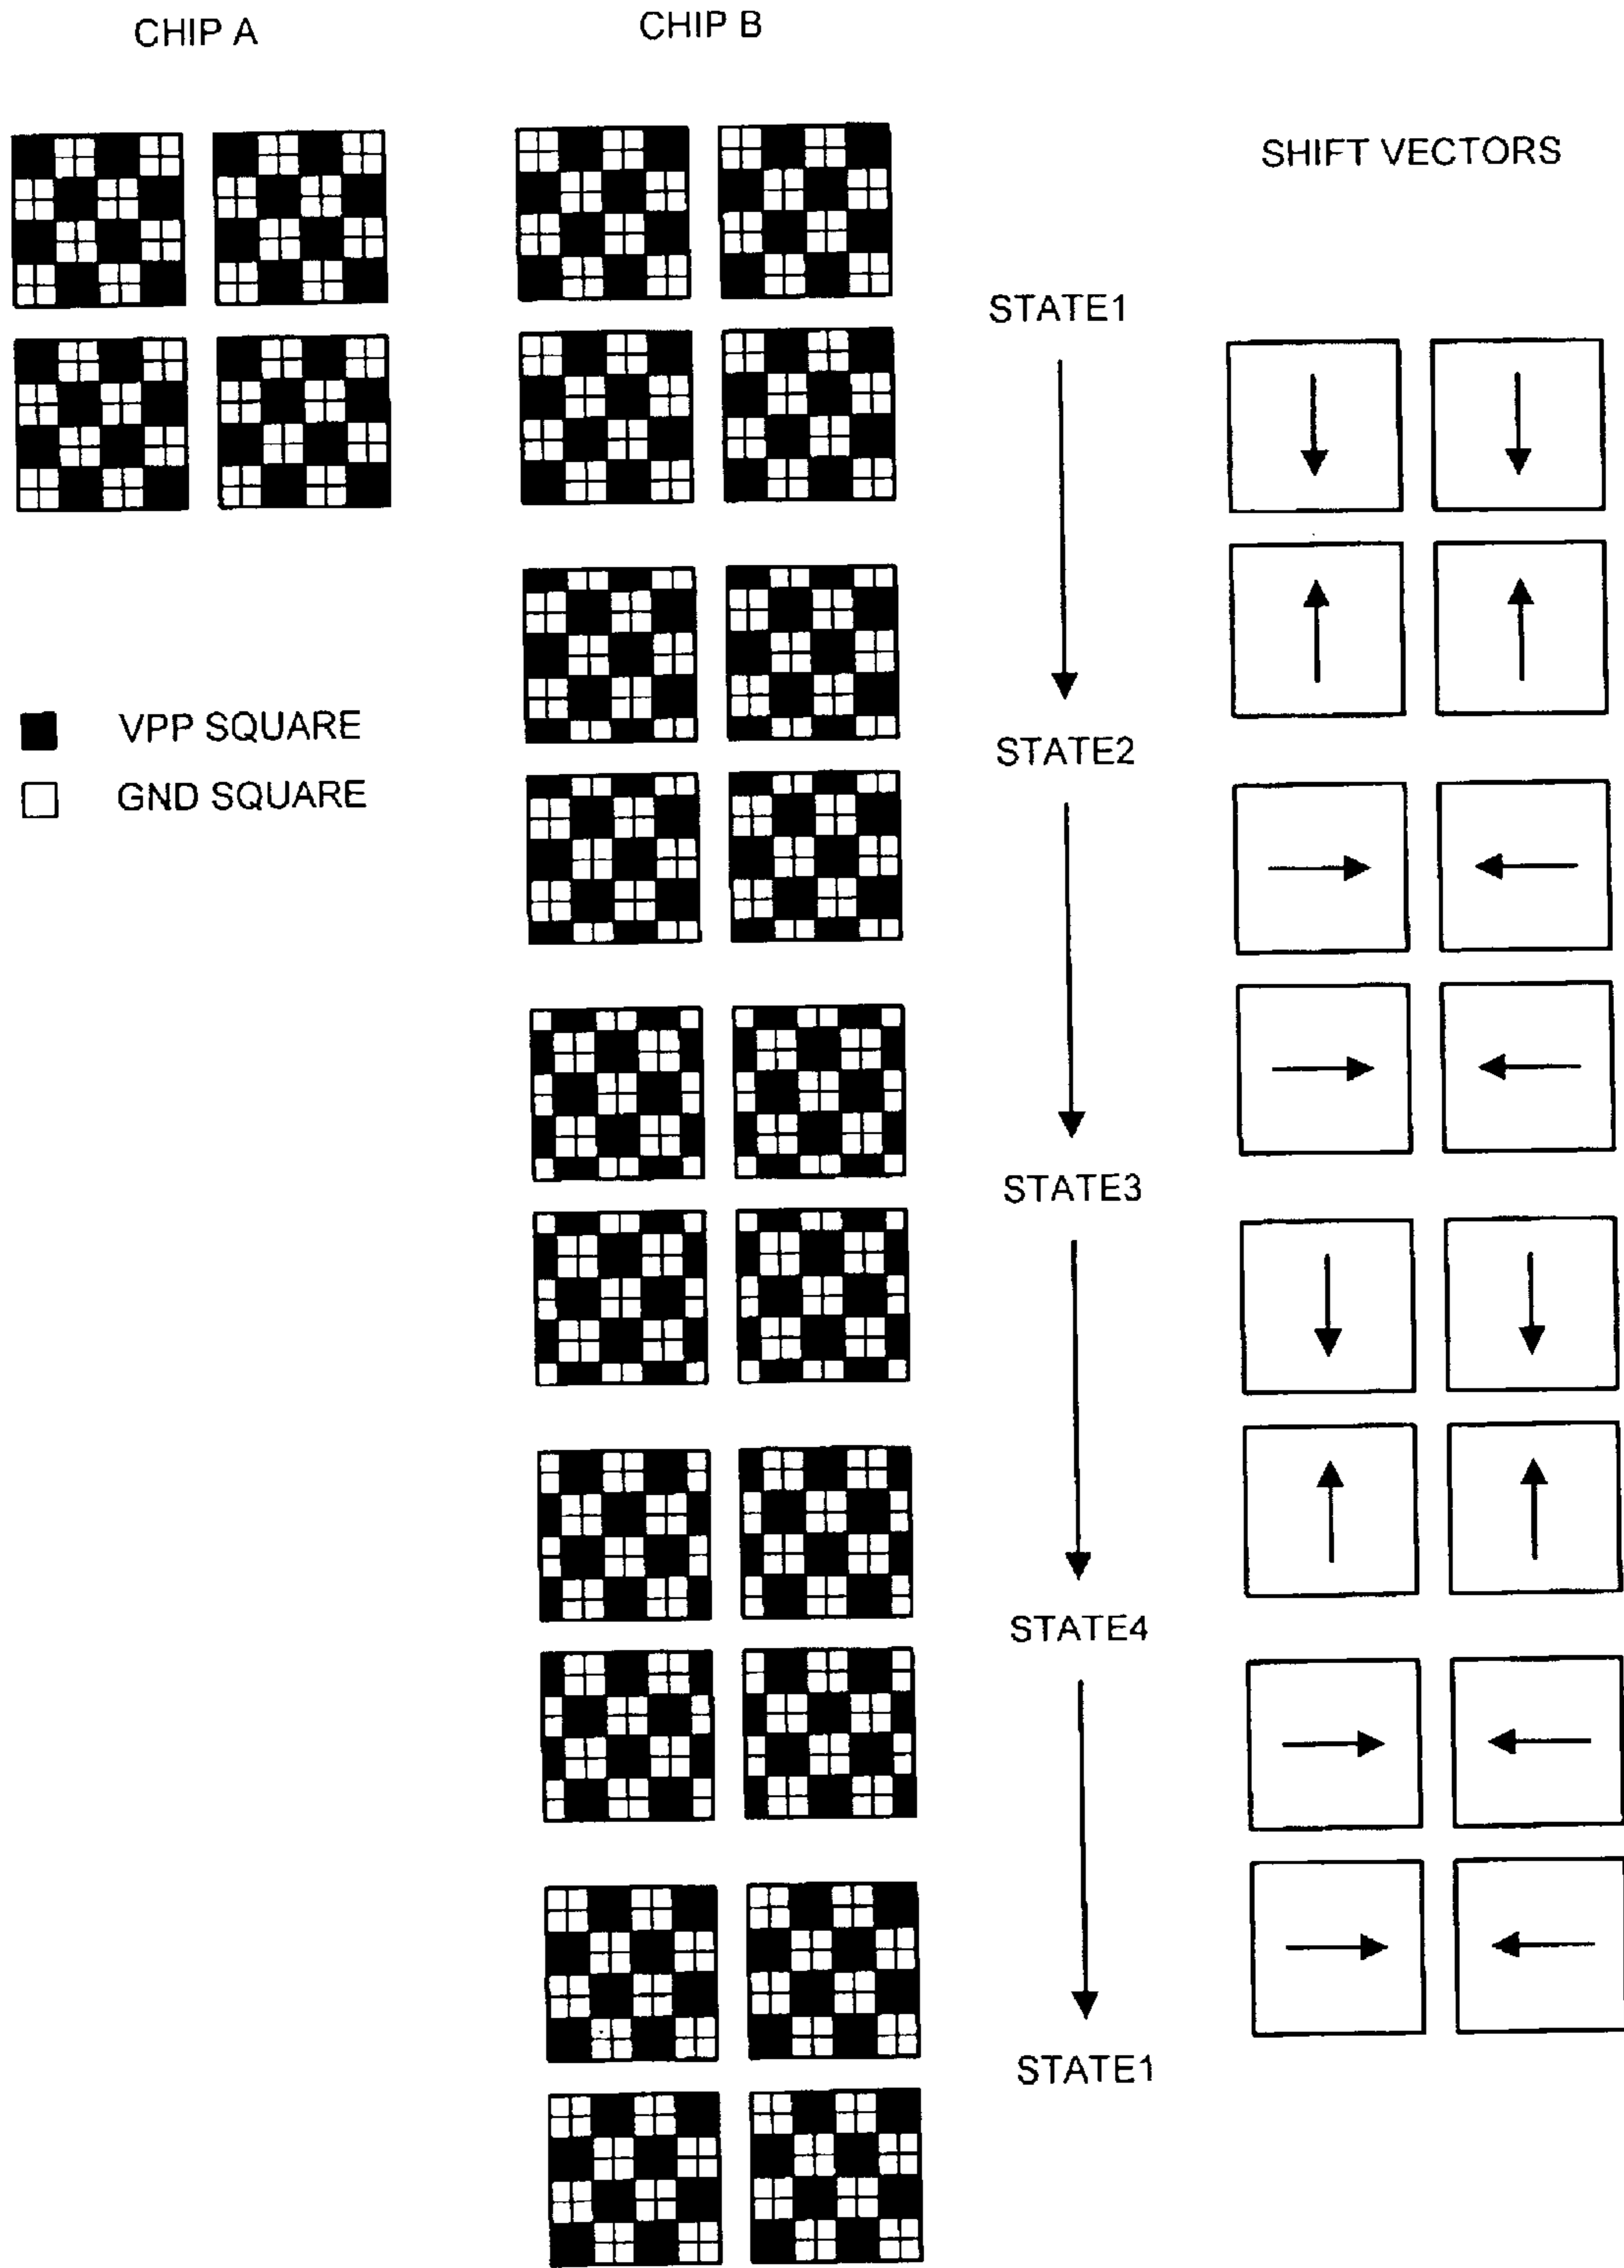 CHIP A
CHIP B
SHIFT VECTORS
STATE1
VPP SQUARE
GND SQUARE
STATE2
STATE3
STATE4
STATE1